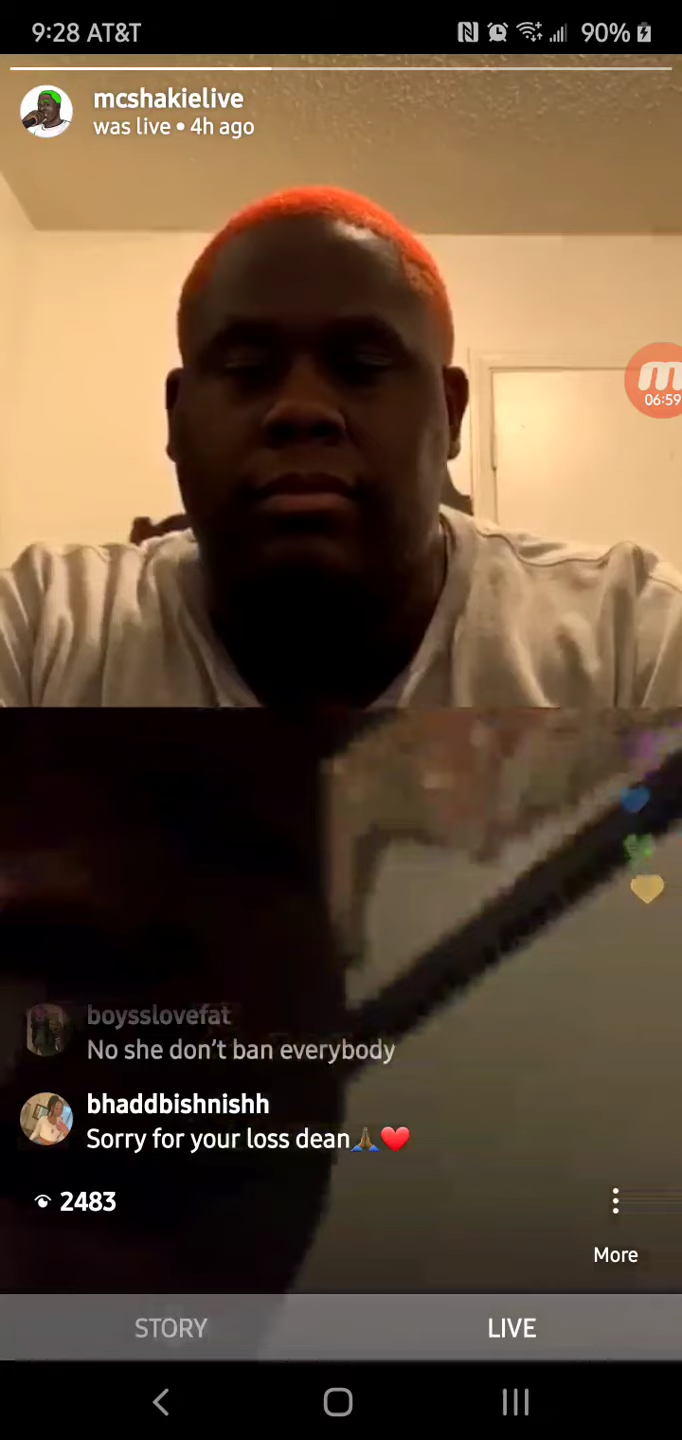 9:28 AT&T 90%
mcshakielive
was live • 4h ago
06:59
boysslovefat
No she don't ban everybody
bhaddbishnishh
Sorry for your loss dean🙏🏾❤️
2483
More
STORY LIVE